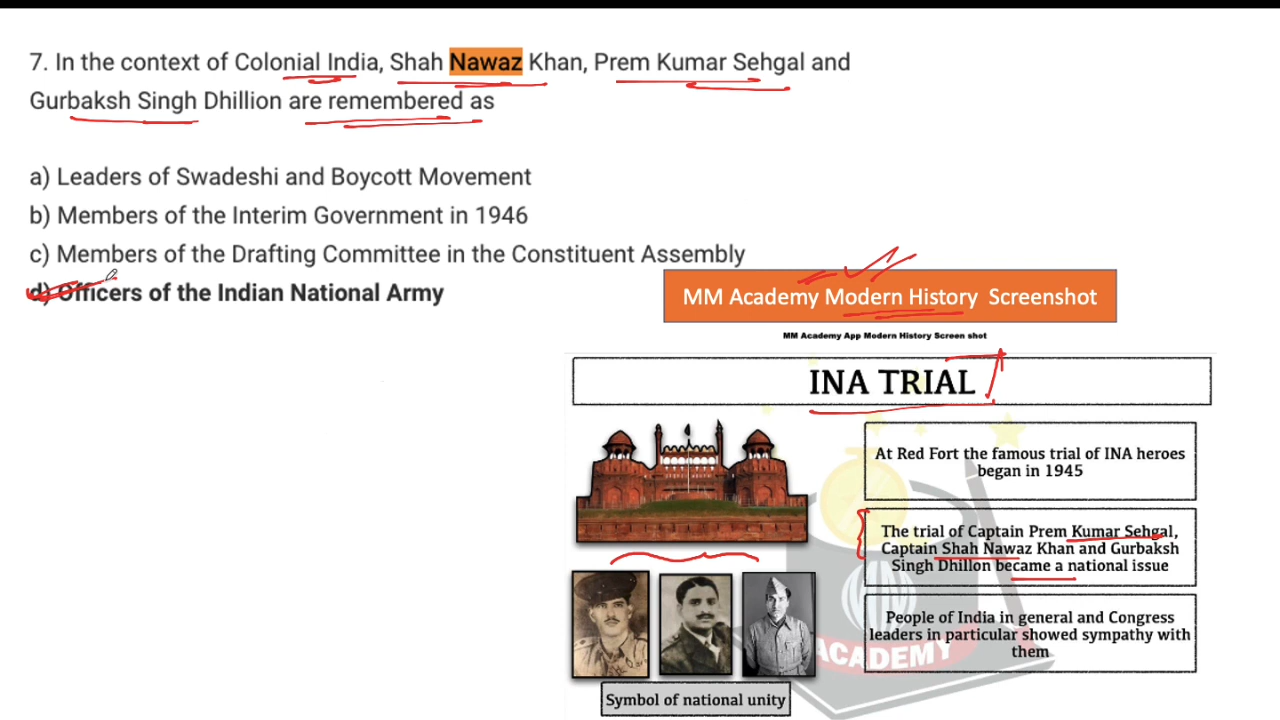 7. In the context of Colonial India, Shah Nawaz Khan, Prem Kumar Sehgal and
Gurbaksh Singh Dhillion are remembered as
a) Leaders of Swadeshi and Boycott Movement
b) Members of the Interim Government in 1946
c) Members of the Drafting Committee in the Constituent Assembly
d) Officers of the Indian National Army
MM Academy Modern History Screenshot
MM Academy App Modern History Screen shot
INA TRIAL
At Red Fort the famous trial of INA heroes
began in 1945
The trial of Captain Prem Kumar Sehgal,
Captain Shah Nawaz Khan and Gurbaksh
Singh Dhillon became a national issue
People of India in general and Congress
leaders in particular showed sympathy with
them
ACADEMY
Symbol of national unity